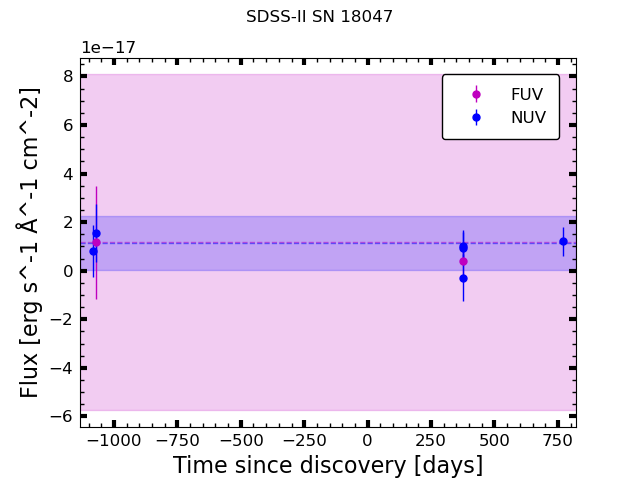 SDSS-II SN 18047
1e−17
FUV
NUV
8
6
4
2
0
−2
−4
−6
Flux [erg s^-1 Å^-1 cm^-2]
−1000 −750 −500 −250 0 250 500 750
Time since discovery [days]